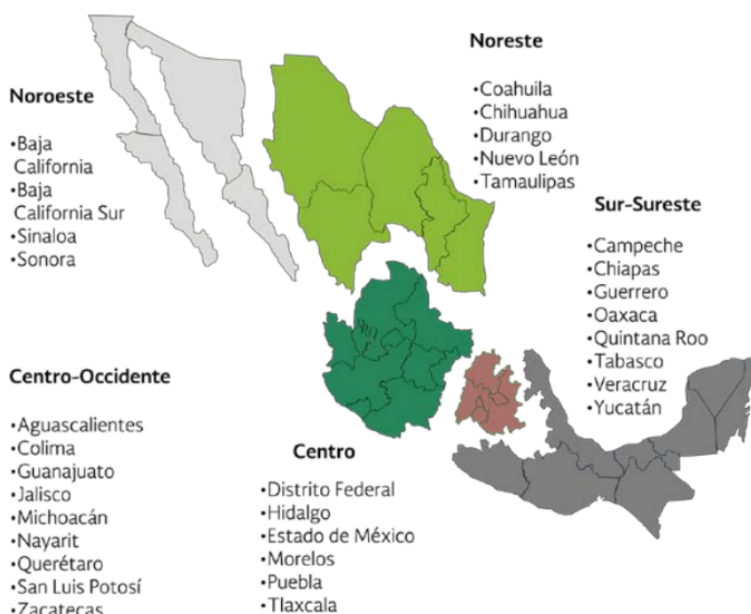 Noroeste
•Baja
California
•Baja
California Sur
•Sinaloa
•Sonora
Noreste
•Coahuila
•Chihuahua
•Durango
•Nuevo León
•Tamaulipas
Sur-Sureste
•Campeche
•Chiapas
•Guerrero
•Oaxaca
•Quintana Roo
•Tabasco
•Veracruz
•Yucatán
Centro-Occidente
•Aguascalientes
•Colima
•Guanajuato
•Jalisco
•Michoacán
•Nayarit
•Querétaro
•San Luis Potosí
•Zacatecas
Centro
•Distrito Federal
•Hidalgo
•Estado de México
•Morelos
•Puebla
•Tlaxcala